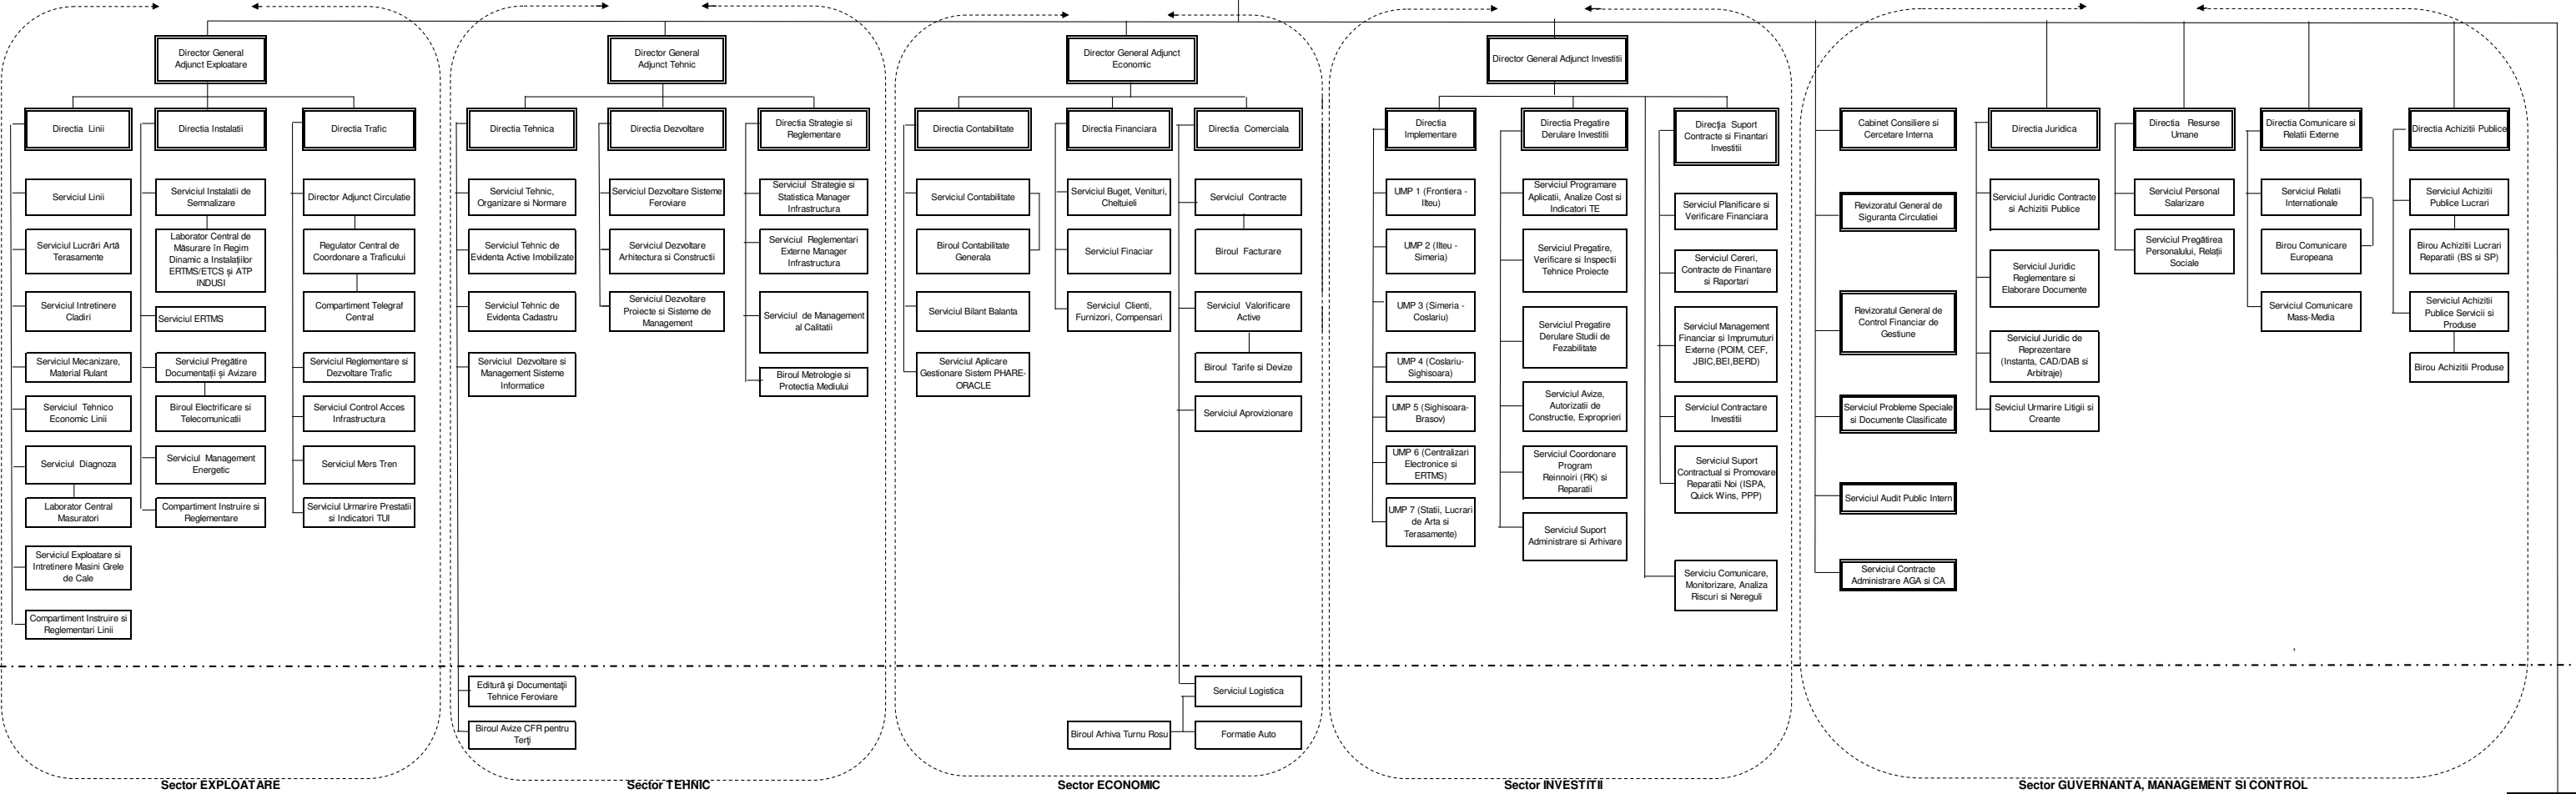 Director General
Adjunct Exploatare
Directia Linii
Serviciul Linii
Serviciul Lucrări Artă
Terasamente
Serviciul Intretinere
Cladiri
Serviciul Mecanizare,
Material Rulant
Serviciul Tehnico
Economic Linii
Serviciul Diagnoza
Laborator Central
Masuratori
Serviciul Exploatare si
Intretinere Masini Grele
de Cale
Compartiment Instruire si
Reglementari Linii
Directia Instalatii
Serviciul Instalatii de
Semnalizare
Laborator Central de
Măsurare în Regim
Dinamic a Instalațiilor
ERTMS/ETCS și ATP
INDUSI
Serviciul ERTMS
Serviciul Pregătire
Documentații și Avizare
Biroul Electrificare si
Telecomunicatii
Serviciul Management
Energetic
Compartiment Instruire si
Reglementare
Directia Trafic
Director Adjunct Circulatie
Regulator Central de
Coordonare a Traficului
Compartiment Telegraf
Central
Serviciul Reglementare si
Dezvoltare Trafic
Serviciul Control Acces
Infrastructura
Serviciul Mers Tren
Serviciul Urmarire Prestatii
si Indicatori TUI
Sector EXPLOATARE
Director General
Adjunct Tehnic
Directia Tehnica
Serviciul Tehnic,
Organizare si Normare
Serviciul Tehnic de
Evidenta Active Imobilizate
Serviciul Tehnic de
Evidenta Cadastru
Serviciul Dezvoltare si
Management Sisteme
Informatice
Editură şi Documentaţii
Tehnice Feroviare
Biroul Avize CFR pentru
Terţi
Directia Dezvoltare
Serviciul Dezvoltare Sisteme
Feroviare
Serviciul Dezvoltare
Arhitectura si Constructii
Serviciul Dezvoltare
Proiecte si Sisteme de
Management
Directia Strategie si
Reglementare
Serviciul Strategie si
Statistica Manager
Infrastructura
Serviciul Reglementari
Externe Manager
Infrastructura
Serviciul de Management
al Calitatii
Biroul Metrologie si
Protectia Mediului
Sector TEHNIC
Director General Adjunct
Economic
Directia Contabilitate
Serviciul Contabilitate
Biroul Contabilitate
Generala
Serviciul Bilant Balanta
Serviciul Aplicare
Gestionare Sistem PHARE-
ORACLE
Directia Financiara
Serviciul Buget, Venituri,
Cheltuieli
Serviciul Finaciar
Serviciul Clienti,
Furnizori, Compensari
Directia Comerciala
Serviciul Contracte
Biroul Facturare
Serviciul Valorificare
Active
Biroul Tarife si Devize
Serviciul Aprovizionare
Serviciul Logistica
Biroul Arhiva Turnu Rosu
Formatie Auto
Sector ECONOMIC
Director General Adjunct Investitii
Directia
Implementare
UMP 1 (Frontiera -
Ilteu)
UMP 2 (Ilteu -
Simeria)
UMP 3 (Simeria -
Coslariu)
UMP 4 (Coslariu-
Sighisoara)
UMP 5 (Sighisoara-
Brasov)
UMP 6 (Centralizari
Electronice si
ERTMS)
UMP 7 (Statii, Lucrari
de Arta si
Terasamente)
Directia Pregatire
Derulare Investitii
Serviciul Programare
Aplicatii, Analize Cost si
Indicatori TE
Serviciul Pregatire,
Verificare si Inspectii
Tehnice Proiecte
Serviciul Pregatire
Derulare Studii de
Fezabilitate
Serviciul Avize,
Autorizatii de
Constructie, Exproprieri
Serviciul Coordonare
Program
Reinnoiri (RK) si
Reparatii
Serviciul Suport
Administrare si Arhivare
Direcţia Suport
Contracte si Finantari
Investitii
Serviciul Planificare si
Verificare Financiara
Serviciul Cereri,
Contracte de Finantare
si Raportari
Serviciul Management
Financiar si Imprumuturi
Externe (POIM, CEF,
JBIC,BEI,BERD)
Serviciul Contractare
Investitii
Serviciul Suport
Contractual si Promovare
Reparatii Noi (ISPA,
Quick Wins, PPP)
Serviciu Comunicare,
Monitorizare, Analiza
Riscuri si Nereguli
Sector INVESTITII
Cabinet Consiliere si
Cercetare Interna
Revizoratul General de
Siguranta Circulatiei
Revizoratul General de
Control Financiar de
Gestiune
Serviciul Probleme Speciale
si Documente Clasificate
Serviciul Audit Public Intern
Serviciul Contracte
Administrare AGA si CA
Directia Juridica
Serviciul Juridic Contracte
si Achizitii Publice
Serviciul Juridic
Reglementare si
Elaborare Documente
Serviciul Juridic de
Reprezentare
(Instanta, CAD/DAB si
Arbitraje)
Seviciul Urmarire Litigii si
Creante
Directia Resurse
Umane
Serviciul Personal
Salarizare
Serviciul Pregătirea
Personalului, Relații
Sociale
Directia Comunicare si
Relatii Externe
Serviciul Relatii
Internationale
Birou Comunicare
Europeana
Serviciul Comunicare
Mass-Media
Directia Achizitii Publice
Serviciul Achizitii
Publice Lucrari
Birou Achizitii Lucrari
Reparatii (BS si SP)
Serviciul Achizitii
Publice Servicii si
Produse
Birou Achizitii Produse
Sector GUVERNANTA, MANAGEMENT SI CONTROL